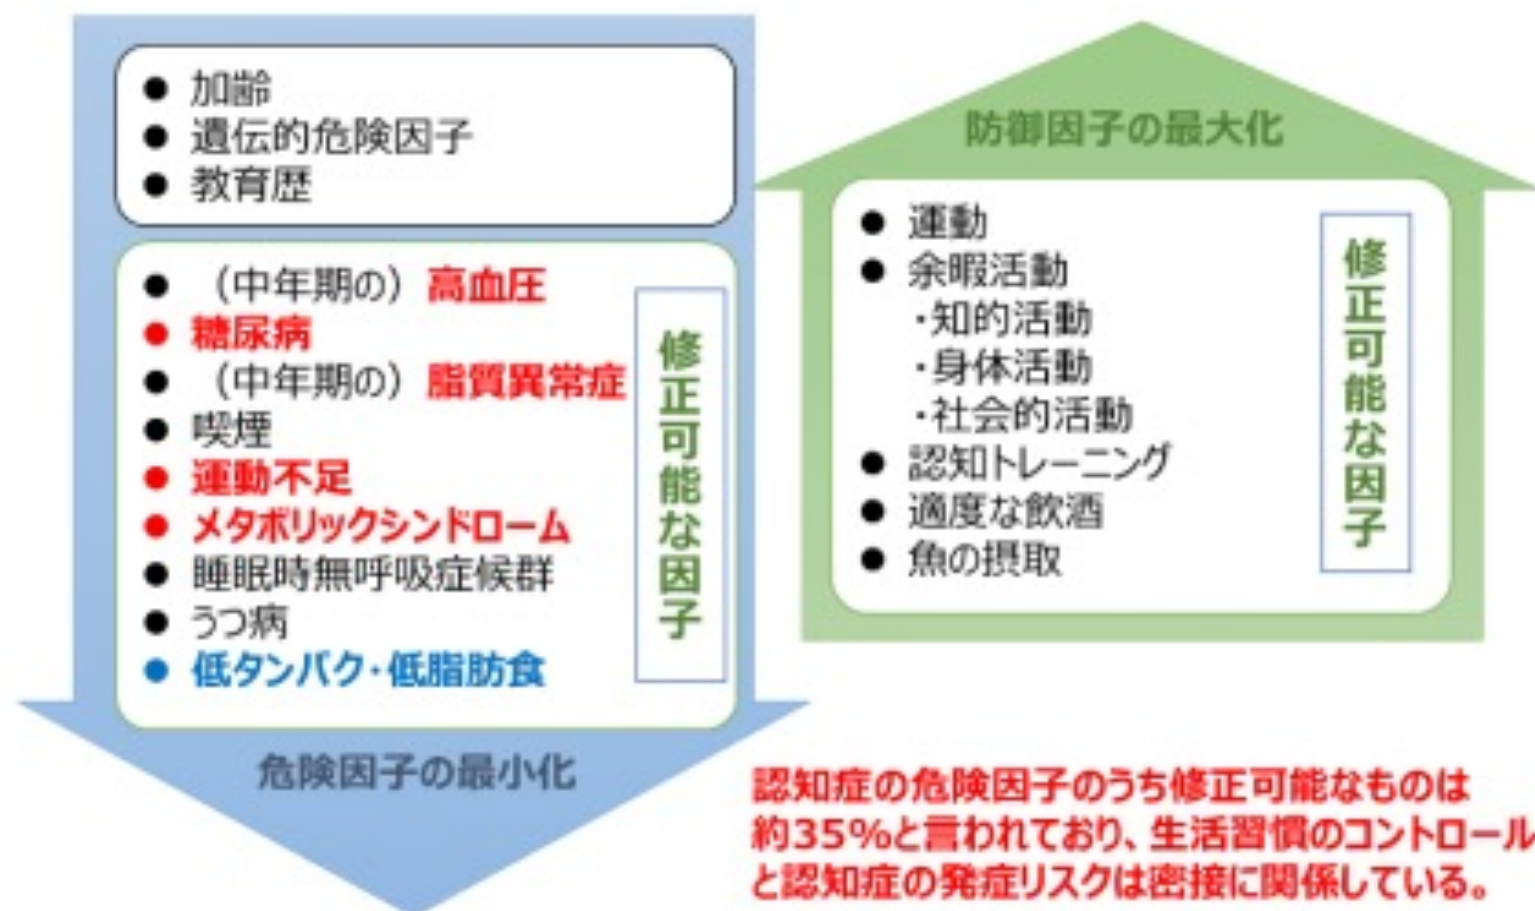 ● 加齢
● 遺伝的危険因子
● 教育歴
● （中年期の）高血圧
● 糖尿病
● （中年期の）脂質異常症
● 喫煙
● 運動不足
● メタボリックシンドローム
● 睡眠時無呼吸症候群
● うつ病
● 低タンパク・低脂肪食
修正可能な因子
危険因子の最小化
防御因子の最大化
● 運動
● 余暇活動
・知的活動
・身体活動
・社会的活動
● 認知トレーニング
● 適度な飲酒
● 魚の摂取
修正可能な因子
認知症の危険因子のうち修正可能なものは
約35%と言われており、生活習慣のコントロール
と認知症の発症リスクは密接に関係している。